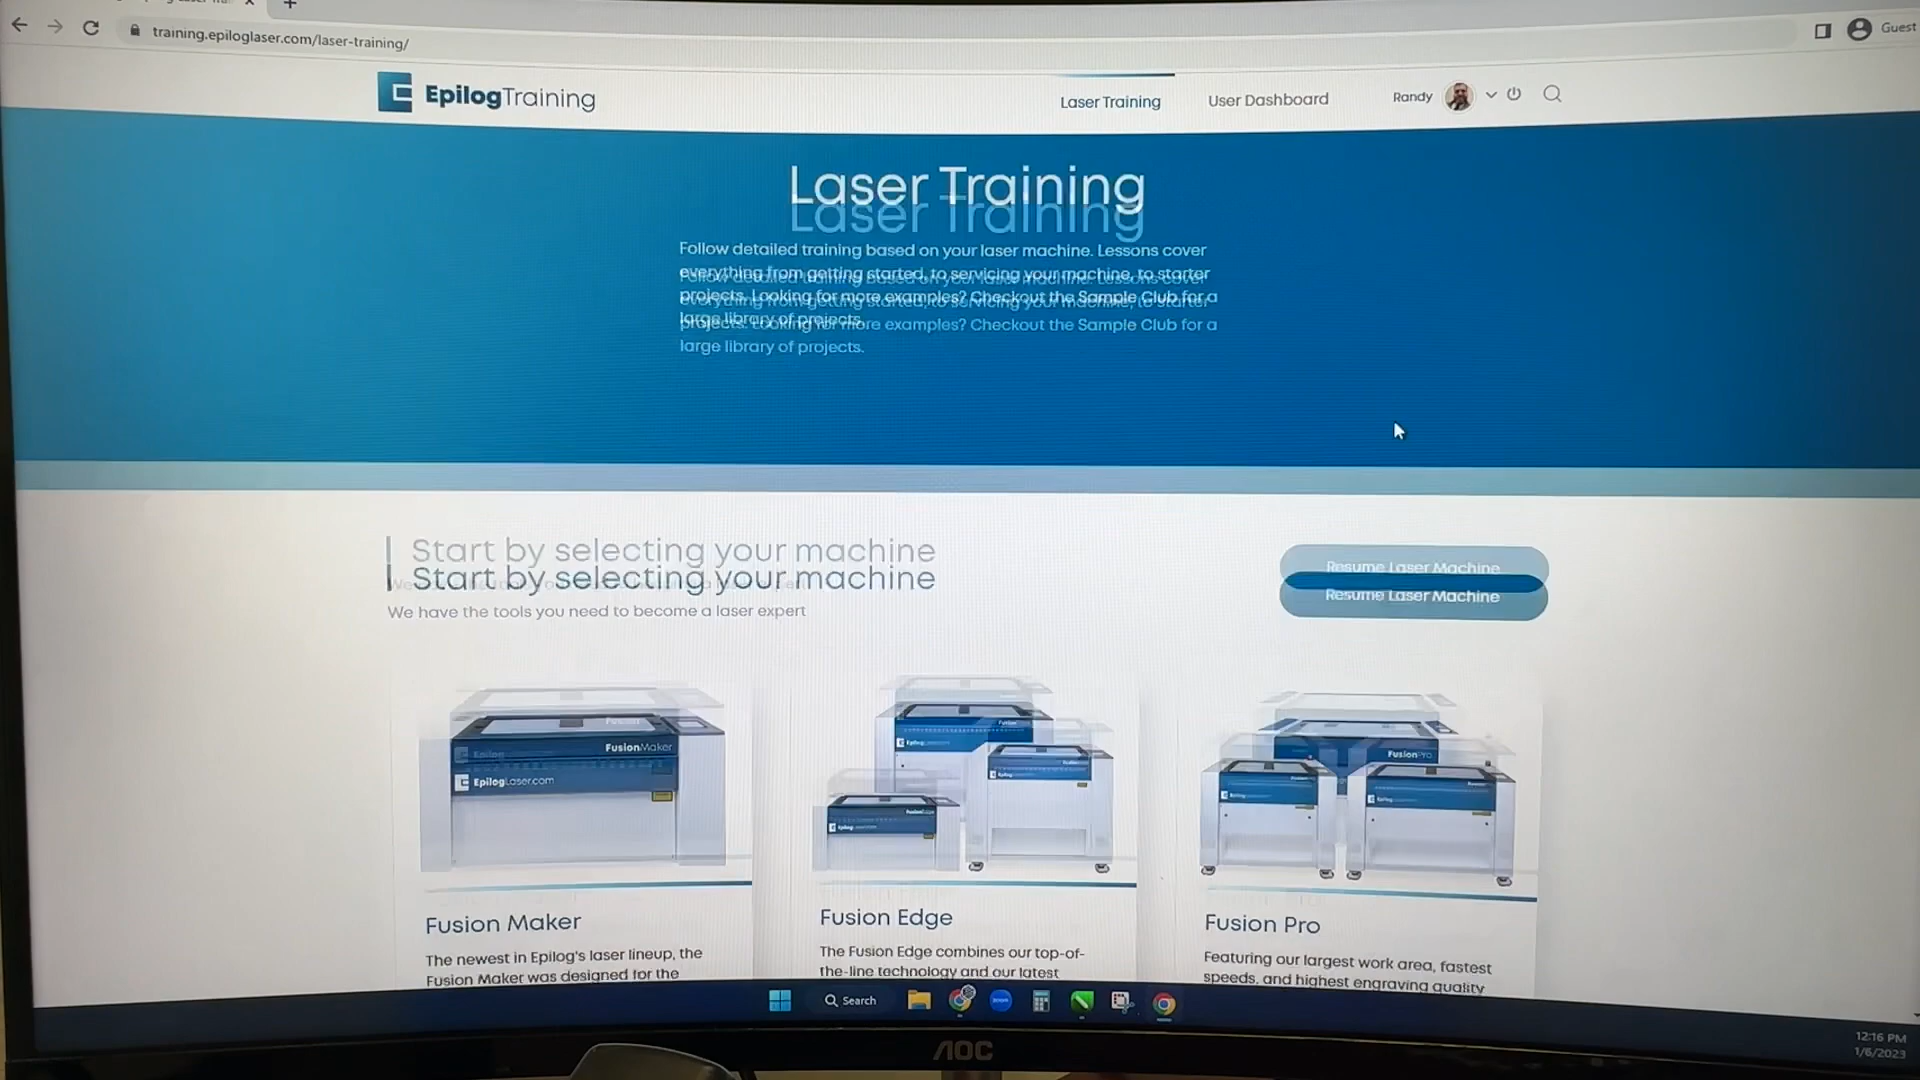 training.epiloglaser.com/laser-training/
Guest
EpilogTraining
Laser Training
User Dashboard
Randy
Laser Training
Follow detailed training based on your laser machine. Lessons cover
everything from getting started, to servicing your machine, to starter
projects. Looking for more examples? Checkout the Sample Club for a
large library of projects.
Start by selecting your machine
We have the tools you need to become a laser expert
Resume Laser Machine
FusionMaker
EpilogLaser.com
FusionPro
Fusion Maker
The newest in Epilog's laser lineup, the
Fusion Maker was designed for the
Fusion Edge
The Fusion Edge combines our top-of-
the-line technology and our latest
Fusion Pro
Featuring our largest work area, fastest
speeds, and highest engraving quality
Search
zoom
12:16 PM
1/6/2023
AOC